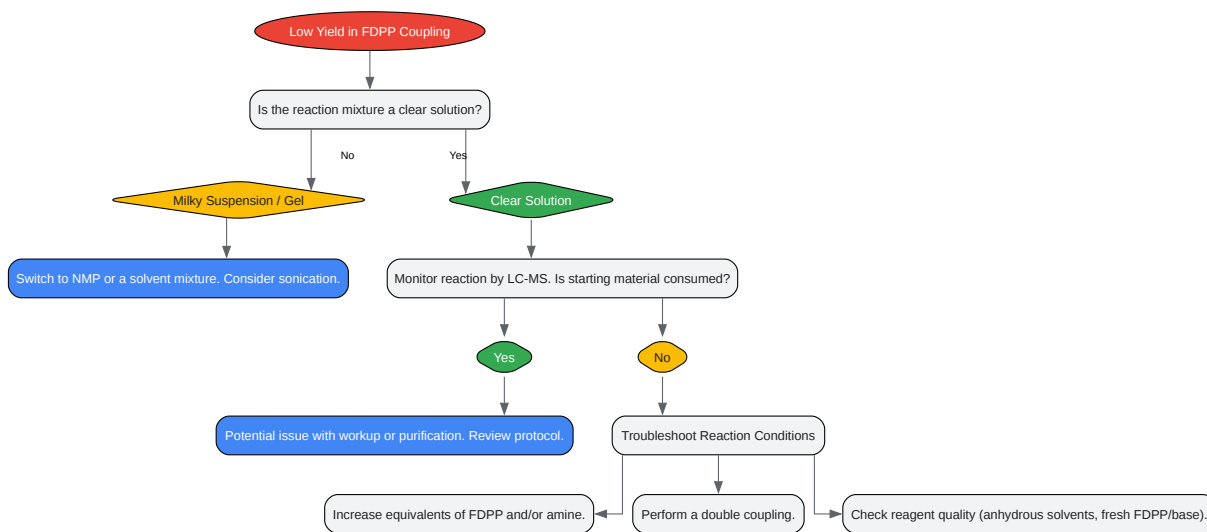 Low Yield in FDPP Coupling
Is the reaction mixture a clear solution?
No
Yes
Milky Suspension / Gel
Clear Solution
Switch to NMP or a solvent mixture. Consider sonication.
Monitor reaction by LC-MS. Is starting material consumed?
Yes
No
Potential issue with workup or purification. Review protocol.
Troubleshoot Reaction Conditions
Increase equivalents of FDPP and/or amine.
Perform a double coupling.
Check reagent quality (anhydrous solvents, fresh FDPP/base).